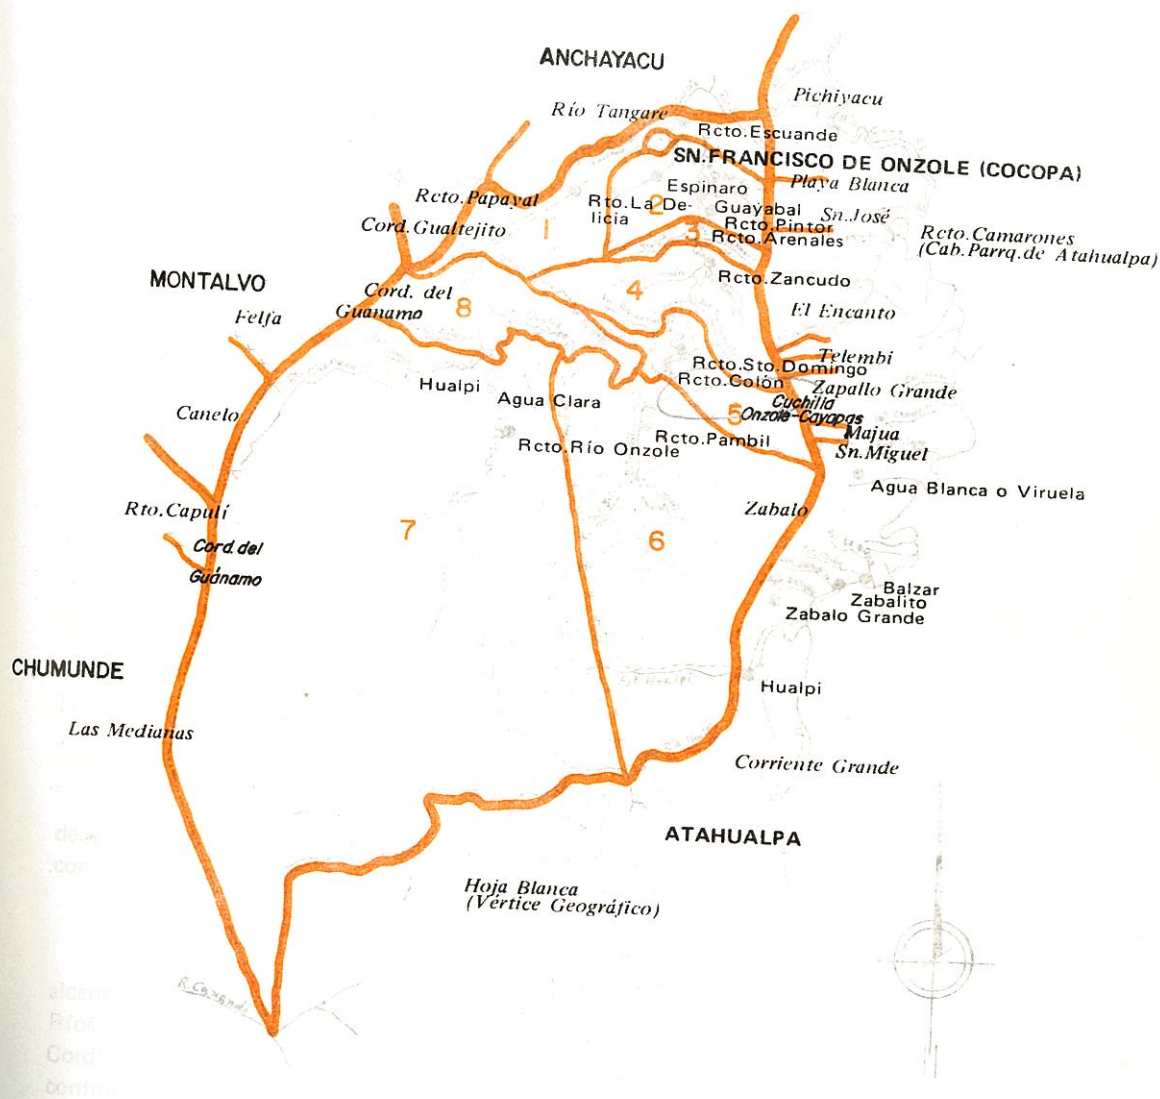 ANCHAYACU
Pichiyacu
Río Tangare
Rcto.Escuande
SN.FRANCISCO DE ONZOLE (COCOPA)
Playa Blanca
Espinaro
Rcto.Papayal
Rto.La De-
licia
2
Guayabal
Sn.José
1
Cord.Gualtejito
Rcto.Pintor
3
Rcto.Arenales
Rcto.Camarones
(Cab.Parrq.de Atahualpa)
MONTALVO
Rcto.Zancudo
Cord. del
Guanamo
8
4
El Encanto
Felfa
Telembi
Rcto.Sto.Domingo
Rcto.Colón
Zapallo Grande
Hualpi
Agua Clara
Cuchilla
Onzole-Cayapas
5
Canelo
Majua
Rcto.Pambil
Rcto.Río Onzole
Sn.Miguel
Agua Blanca o Viruela
Rto.Capulí
Zabalo
7
6
Cord.del
Guánamo
Balzar
Zabalito
Zabalo Grande
CHUMUNDE
Est.Hualpi
Hualpi
Las Medianas
Corriente Grande
ATAHUALPA
Hoja Blanca
(Vértice Geográfico)